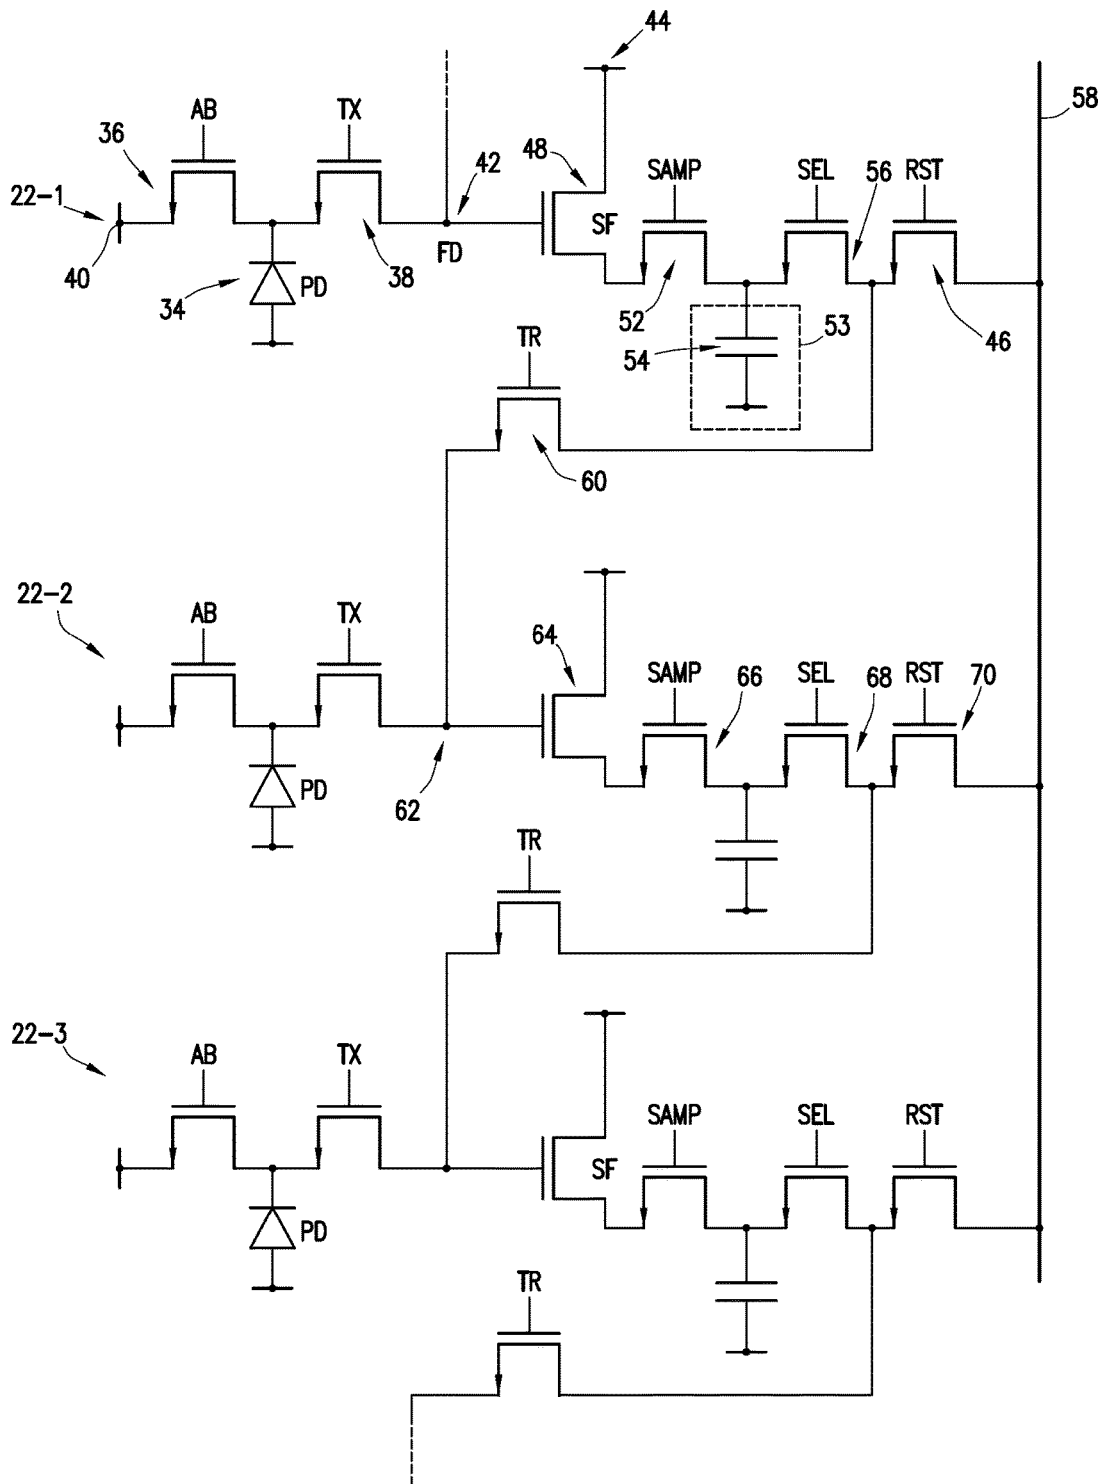 44
58
AB
TX
36
48
42
SAMP
SEL
56
RST
22-1
SF
40
FD
34
PD
38
52
53
46
54
TR
60
22-2
AB
TX
64
SAMP
66
SEL
68
RST
70
PD
62
TR
22-3
AB
TX
SAMP
SEL
RST
SF
PD
TR